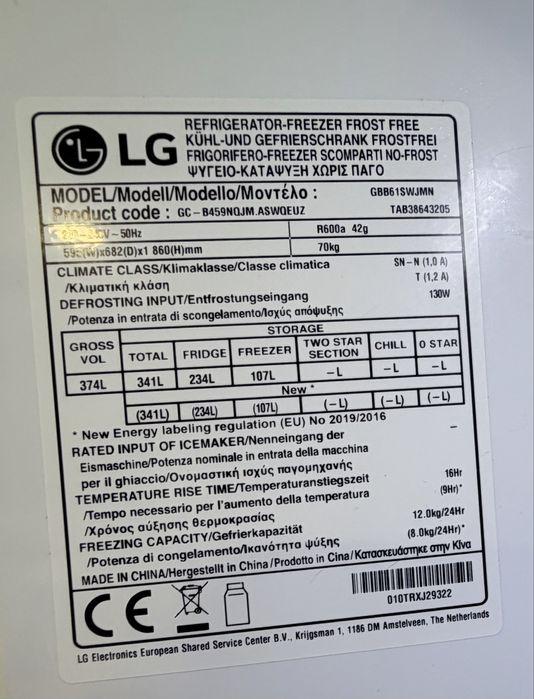 LG
REFRIGERATOR-FREEZER FROST FREE
KÜHL-UND GEFRIERSCHRANK FROSTFREI
FRIGORIFERO-FREEZER SCOMPARTI NO-FROST
ΨΥΓΕΙΟ-ΚΑΤΑΨΥΞΗ ΧΩΡΙΣ ΠΑΓΟ
MODEL/Modell/Modello/Μοντέλο : GBB61SWJMN
Product code : GC-B459NQJM.ASWQEUZ TAB38643205
50Hz R600a 42g
595(W)x682(D)x1 860(H)mm 70kg
CLIMATE CLASS/Klimaklasse/Classe climatica SN-N (1,0 A)
/Κλιματική κλάση T (1,2 A)
DEFROSTING INPUT/Entfrostungseingang 130W
/Potenza in entrata di scongelamento/Ισχύς απόψυξης
GROSS VOL STORAGE
TOTAL FRIDGE FREEZER TWO STAR SECTION CHILL 0 STAR
374L 341L 234L 107L -L -L -L
New *
(341L) (234L) (107L) (-L) (-L) (-L)
* New Energy labeling regulation (EU) No 2019/2016
RATED INPUT OF ICEMAKER/Nenneingang der –
Eismaschine/Potenza nominale in entrata della macchina
per il ghiaccio/Ονομαστική ισχύς παγομηχανής
TEMPERATURE RISE TIME/Temperaturanstiegszeit 16Hr
/Tempo necessario per l'aumento della temperatura (9Hr)*
/Χρόνος αύξησης θερμοκρασίας
FREEZING CAPACITY/Gefrierkapazität 12.0kg/24Hr
/Potenza di congelamento/Ικανότητα ψύξης (8.0kg/24Hr)*
MADE IN CHINA/Hergestellt in China/Prodotto in Cina/Κατασκευάστηκε στην Κίνα
CE
010TRXJ29322
LG Electronics European Shared Service Center B.V., Krijgsman 1, 1186 DM Amstelveen, The Netherlands